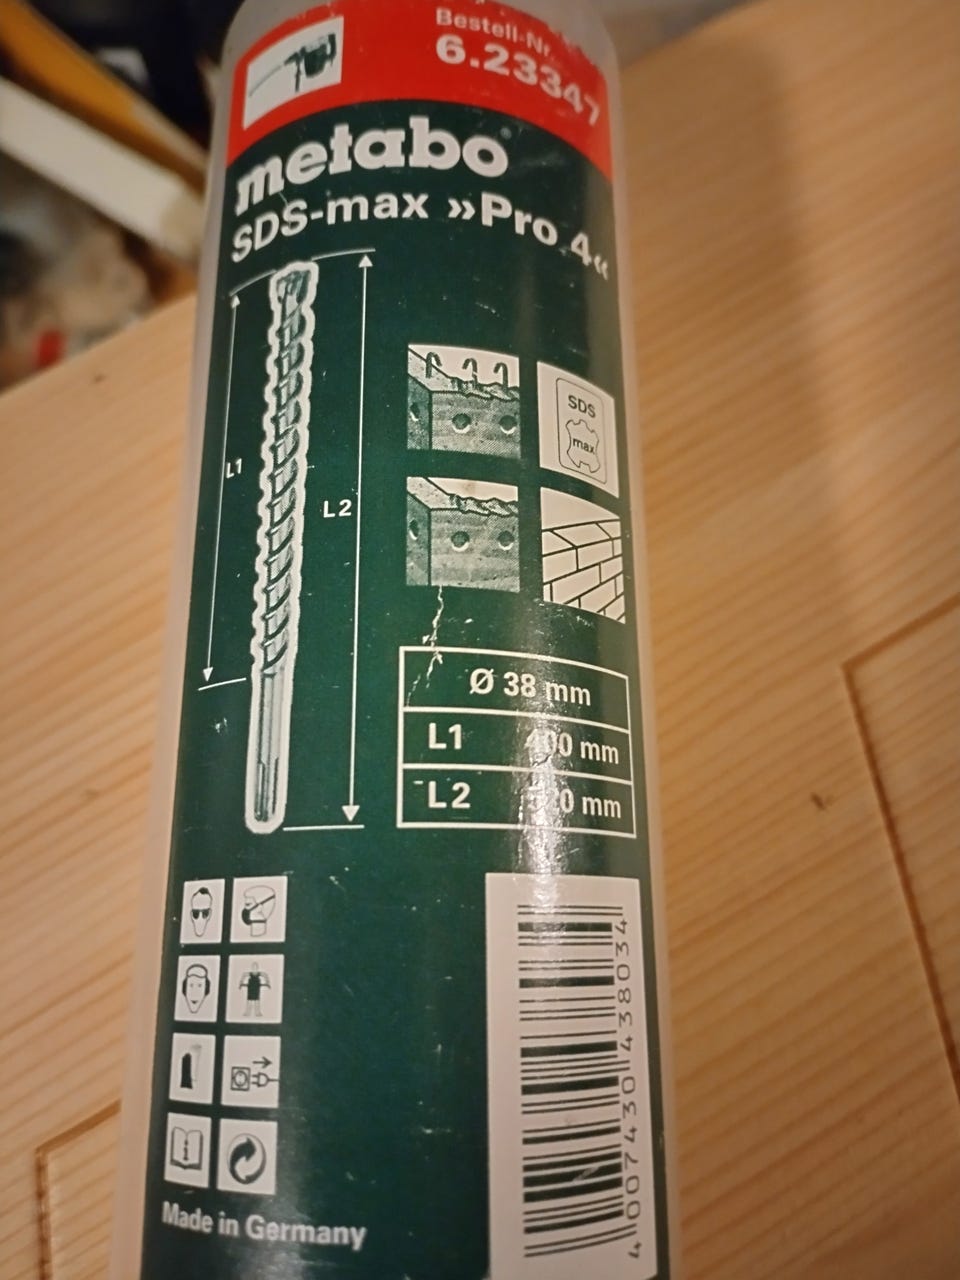 Bestell-Nr.
6.23347
metabo
SDS-max »Pro 4«
SDS
max
L1
L2
Ø 38 mm
L1 mm
L2 mm
4007430438034
Made in Germany